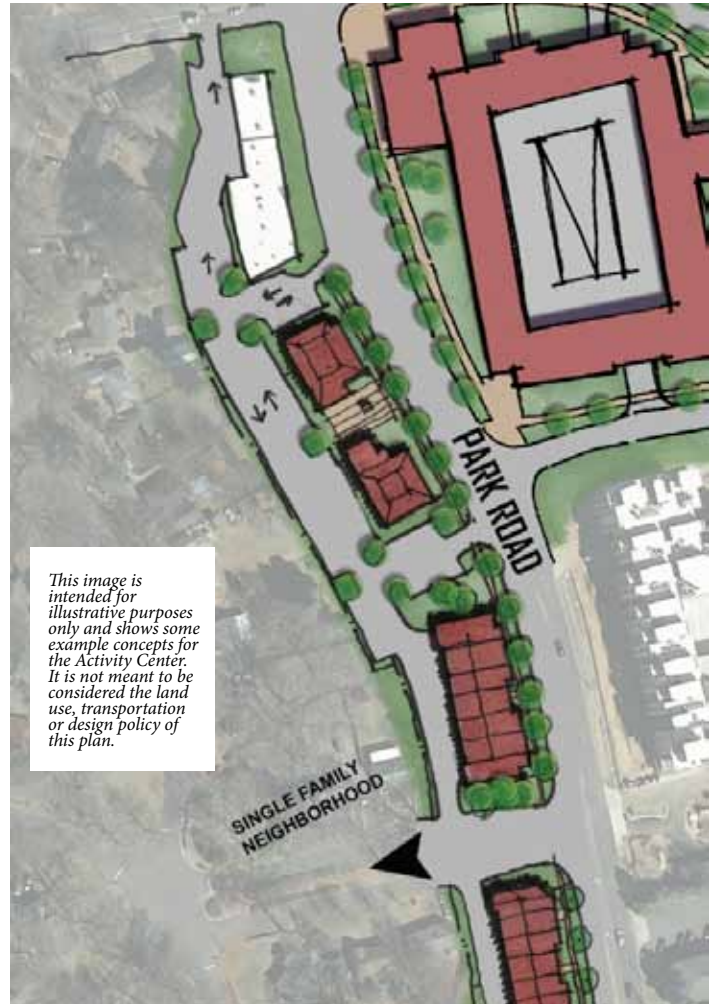 PARK ROAD
This image is
intended for
illustrative purposes
only and shows some
example concepts for
the Activity Center.
It is not meant to be
considered the land
use, transportation
or design policy of
this plan.
SINGLE FAMILY
NEIGHBORHOOD